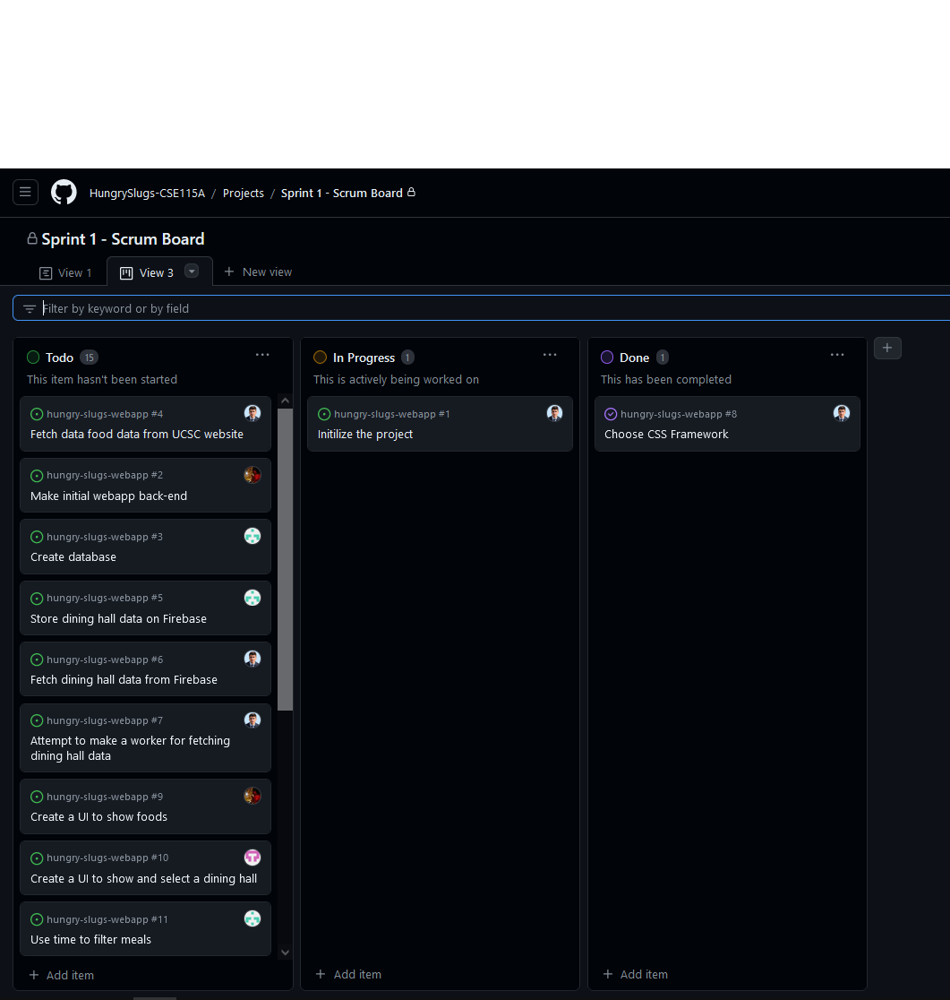 HungrySlugs-CSE115A / Projects / Sprint 1 - Scrum Board
Sprint 1 - Scrum Board
View 1 View 3 New view
Filter by keyword or by field
Todo 15
This item hasn't been started
hungry-slugs-webapp #4
Fetch data food data from UCSC website
hungry-slugs-webapp #2
Make initial webapp back-end
hungry-slugs-webapp #3
Create database
hungry-slugs-webapp #5
Store dining hall data on Firebase
hungry-slugs-webapp #6
Fetch dining hall data from Firebase
hungry-slugs-webapp #7
Attempt to make a worker for fetching
dining hall data
hungry-slugs-webapp #9
Create a UI to show foods
hungry-slugs-webapp #10
Create a UI to show and select a dining hall
hungry-slugs-webapp #11
Use time to filter meals
+ Add item
In Progress 1
This is actively being worked on
hungry-slugs-webapp #1
Initilize the project
+ Add item
Done 1
This has been completed
hungry-slugs-webapp #8
Choose CSS Framework
+ Add item